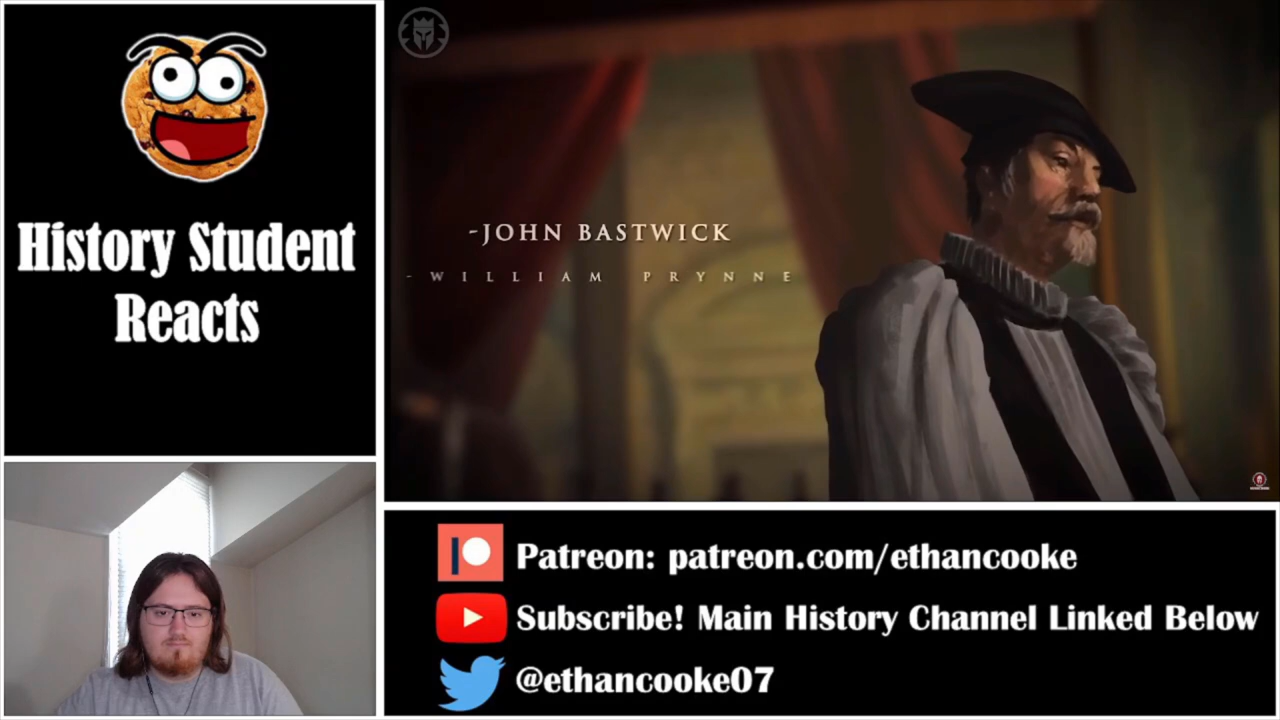 History Student
Reacts
-JOHN BASTWICK
-WILLIAM PRYNNE
Patreon: patreon.com/ethancooke
Subscribe! Main History Channel Linked Below
@ethancooke07